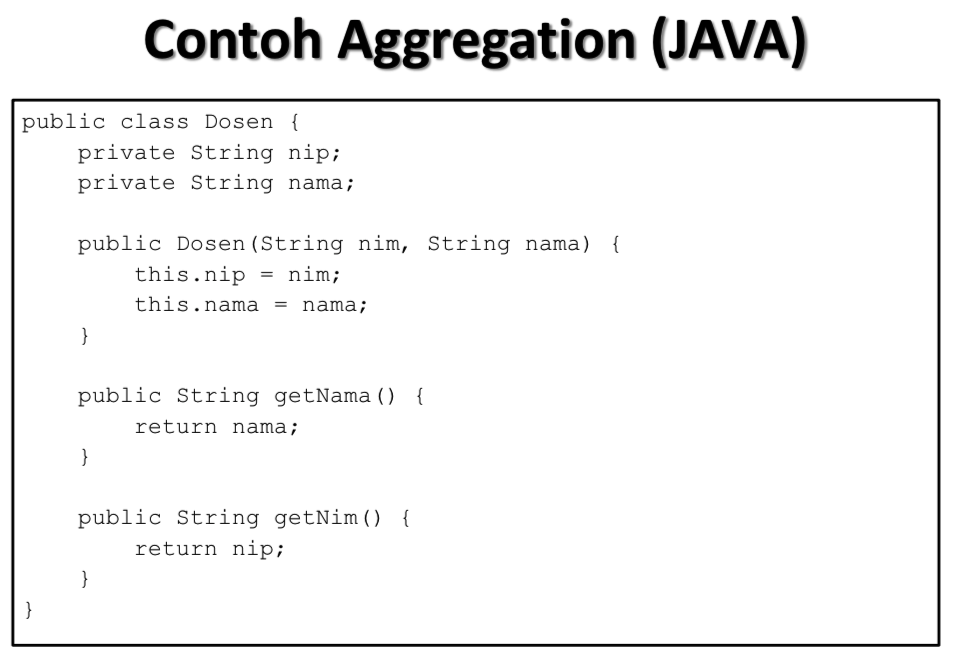 Contoh Aggregation (JAVA)
public class Dosen {
    private String nip;
    private String nama;

    public Dosen(String nim, String nama) {
        this.nip = nim;
        this.nama = nama;
    }

    public String getNama() {
        return nama;
    }

    public String getNim() {
        return nip;
    }
}